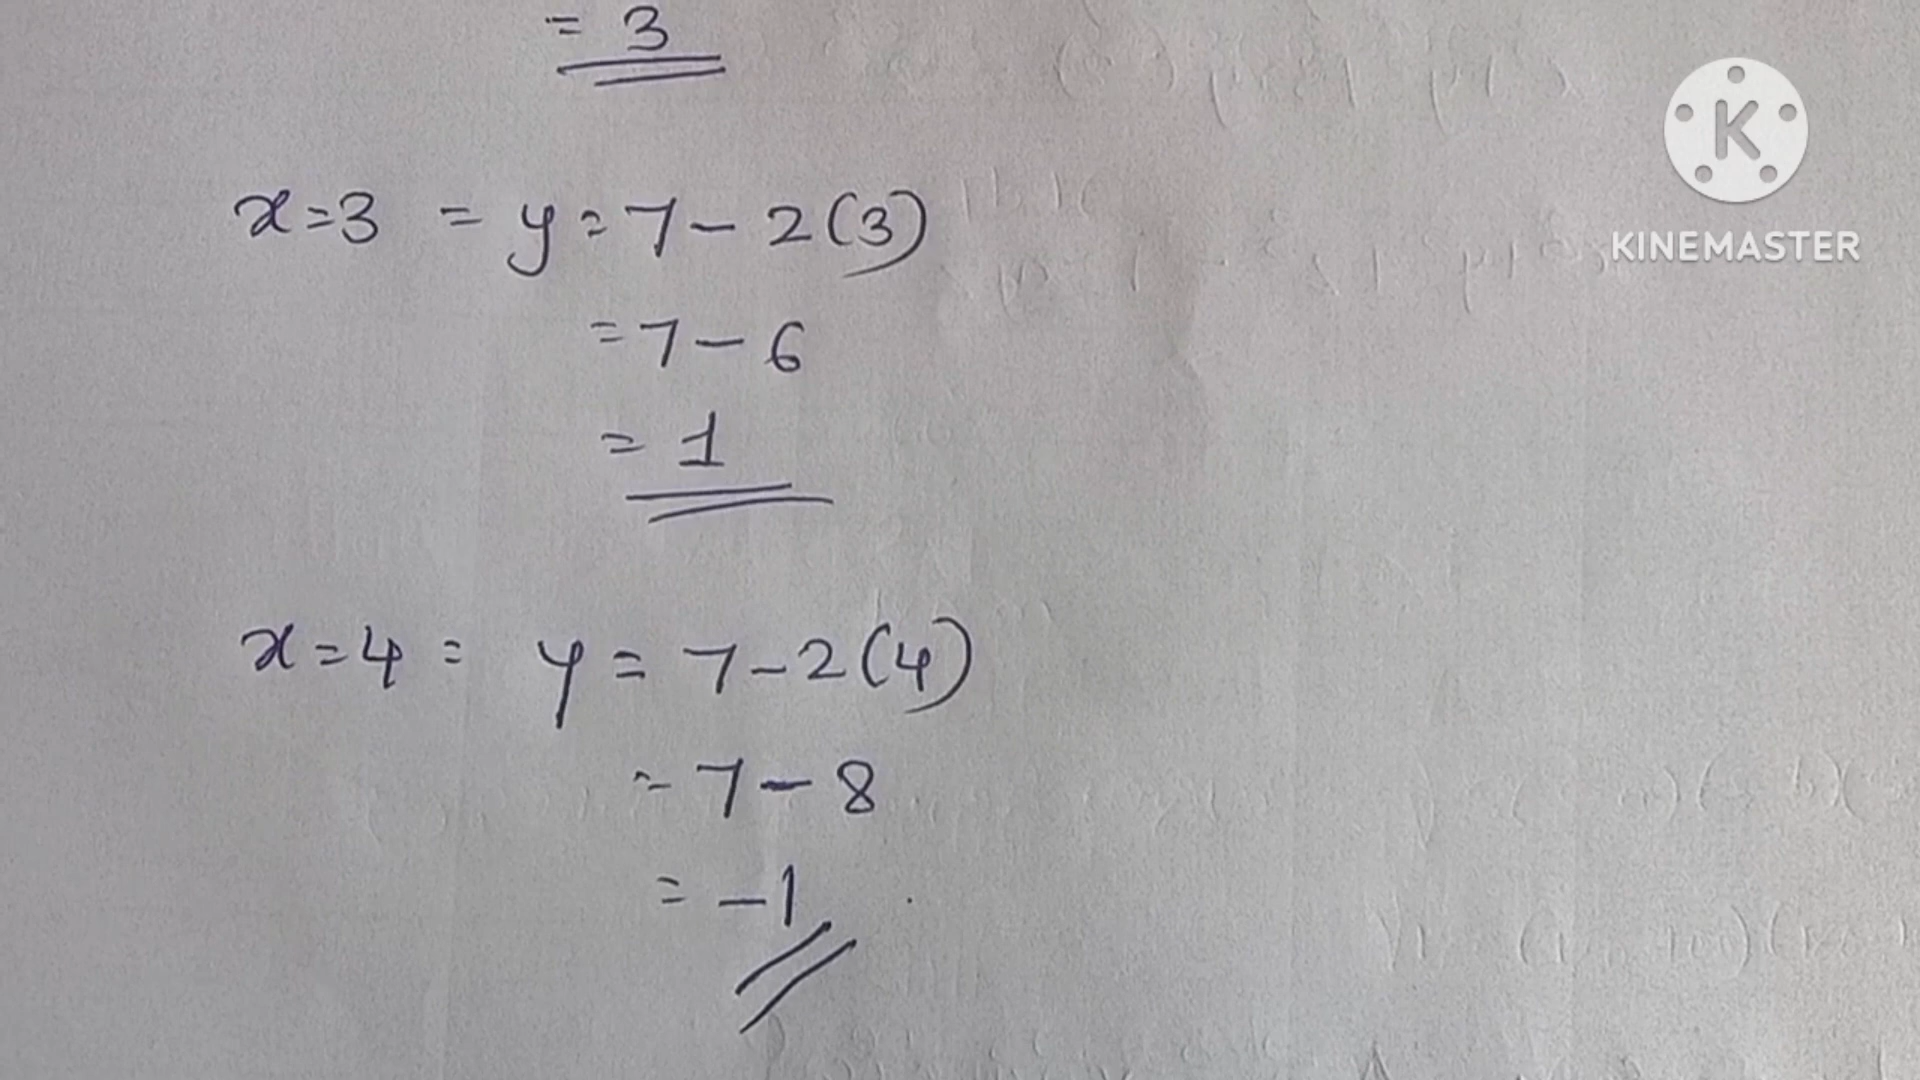 = 3
x=3 = y= 7-2(3)
=7-6
= 1
x=4 = y = 7-2(4)
= 7-8
= -1
K
KINEMASTER